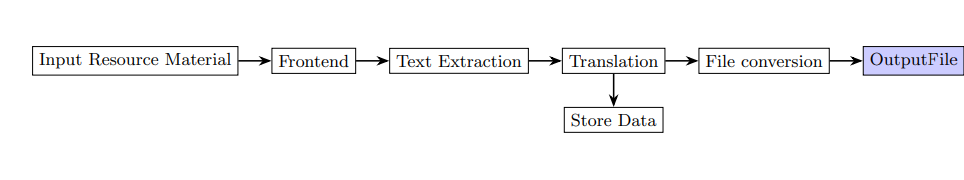 Input Resource Material
Frontend
Text Extraction
Translation
File conversion
OutputFile
Store Data